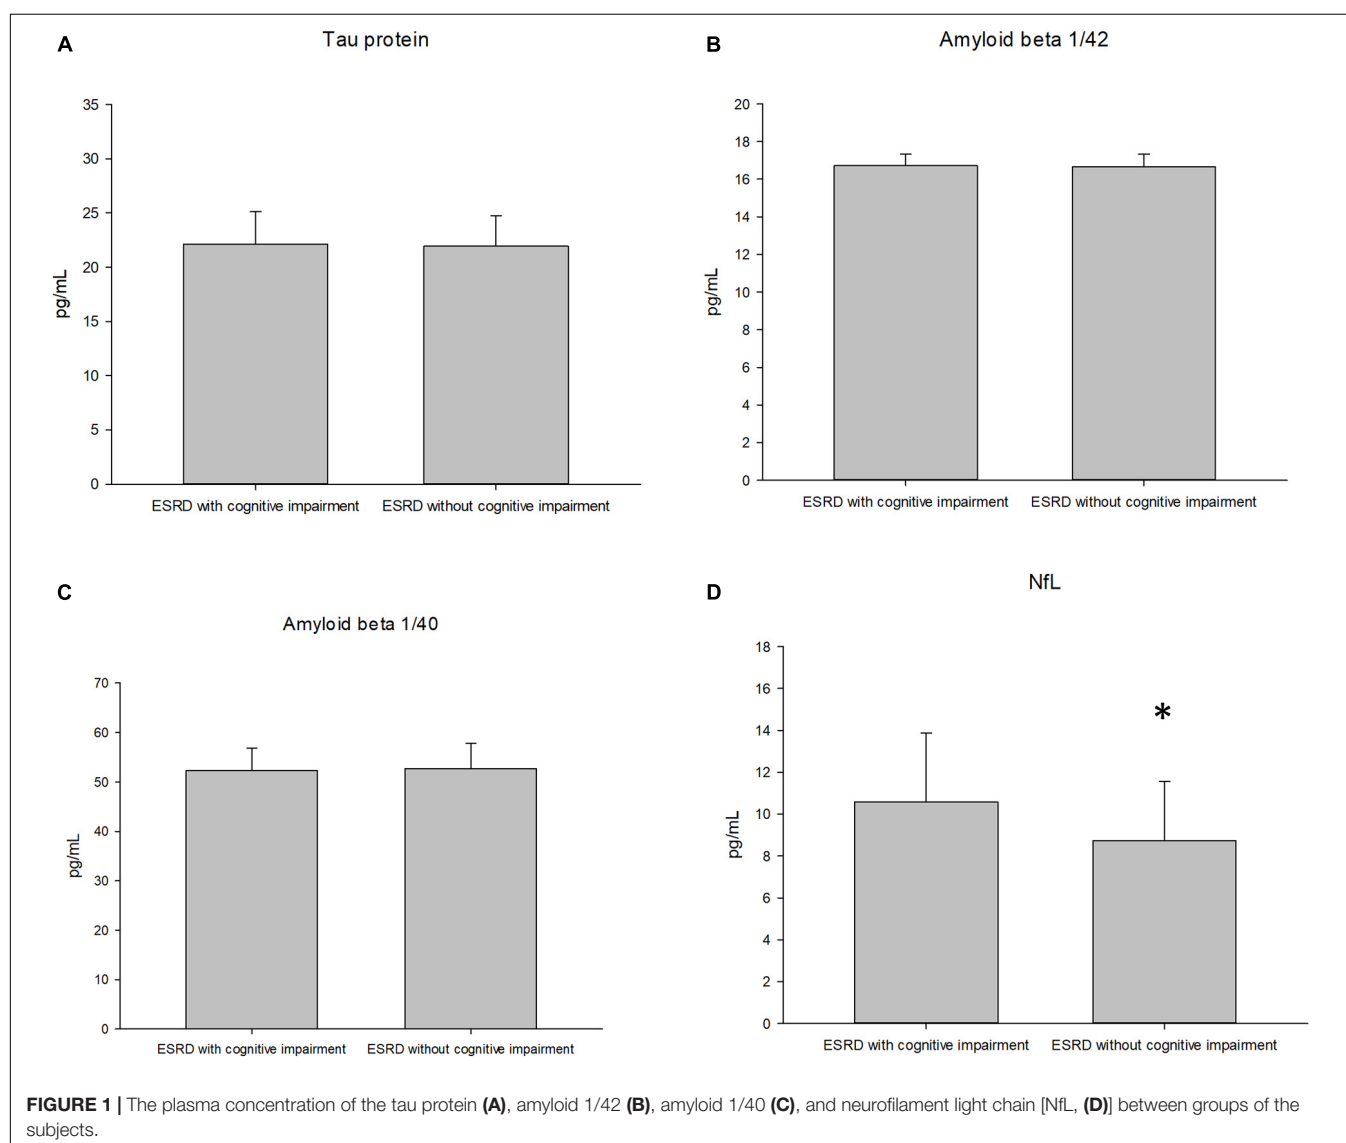 A
Tau protein
35
30
25
20
15
10
5
0
pg/mL
ESRD with cognitive impairment
ESRD without cognitive impairment
B
Amyloid beta 1/42
20
18
16
14
12
10
8
6
4
2
0
pg/mL
ESRD with cognitive impairment
ESRD without cognitive impairment
C
Amyloid beta 1/40
70
60
50
40
30
20
10
0
pg/mL
ESRD with cognitive impairment
ESRD without cognitive impairment
D
NfL
18
16
14
12
10
8
6
4
2
0
pg/mL
*
ESRD with cognitive impairment
ESRD without cognitive impairment
FIGURE 1 | The plasma concentration of the tau protein (A), amyloid 1/42 (B), amyloid 1/40 (C), and neurofilament light chain [NfL, (D)] between groups of the
subjects.